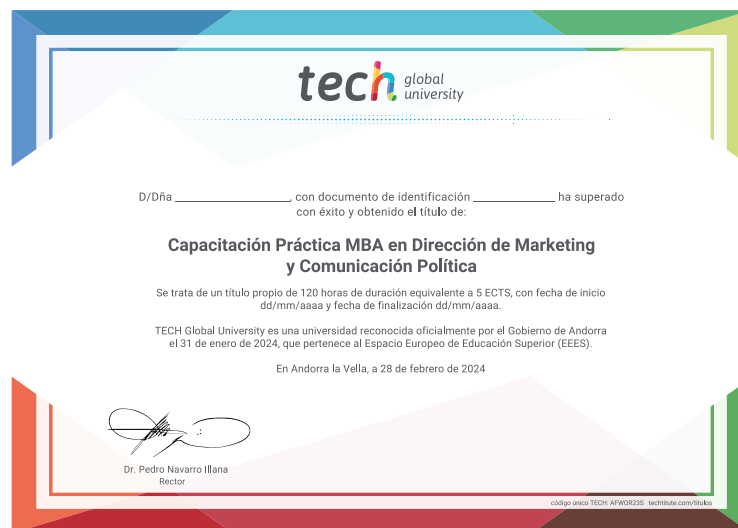 tech global university
D/Dña ____________________, con documento de identificación ______________ ha superado
con éxito y obtenido el título de:
Capacitación Práctica MBA en Dirección de Marketing
y Comunicación Política
Se trata de un título propio de 120 horas de duración equivalente a 5 ECTS, con fecha de inicio
dd/mm/aaaa y fecha de finalización dd/mm/aaaa.
TECH Global University es una universidad reconocida oficialmente por el Gobierno de Andorra
el 31 de enero de 2024, que pertenece al Espacio Europeo de Educación Superior (EEES).
En Andorra la Vella, a 28 de febrero de 2024
Dr. Pedro Navarro Illana
Rector
código único TECH: AFWOR23S techtitute.com/titulos